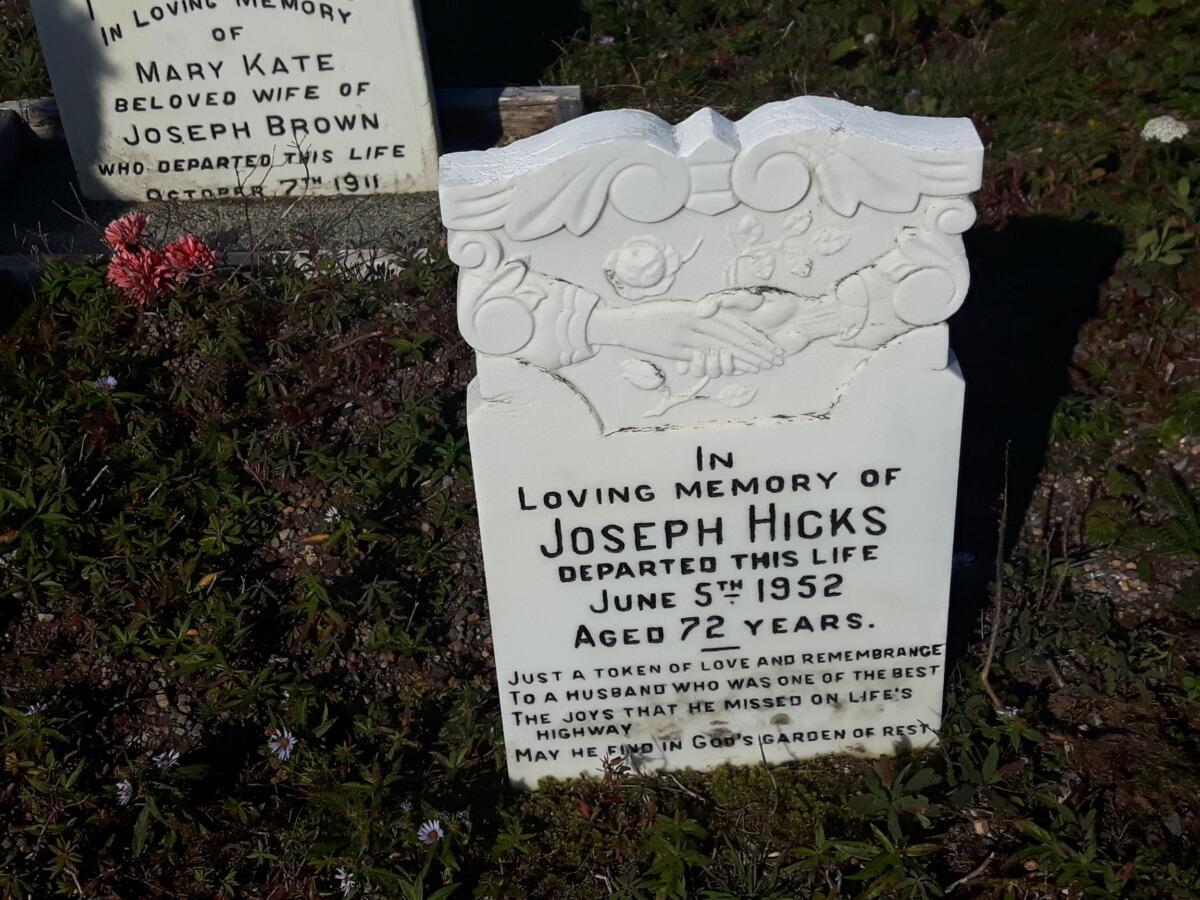 IN LOVING MEMORY
OF
MARY KATE
BELOVED WIFE OF
JOSEPH BROWN
WHO DEPARTED THIS LIFE
OCTOBER 7TH 1911
IN
LOVING MEMORY OF
JOSEPH HICKS
DEPARTED THIS LIFE
JUNE 5TH 1952
AGED 72 YEARS.
JUST A TOKEN OF LOVE AND REMEMBRANCE
TO A HUSBAND WHO WAS ONE OF THE BEST
THE JOYS THAT HE MISSED ON LIFE'S
HIGHWAY
MAY HE FIND IN GOD'S GARDEN OF REST